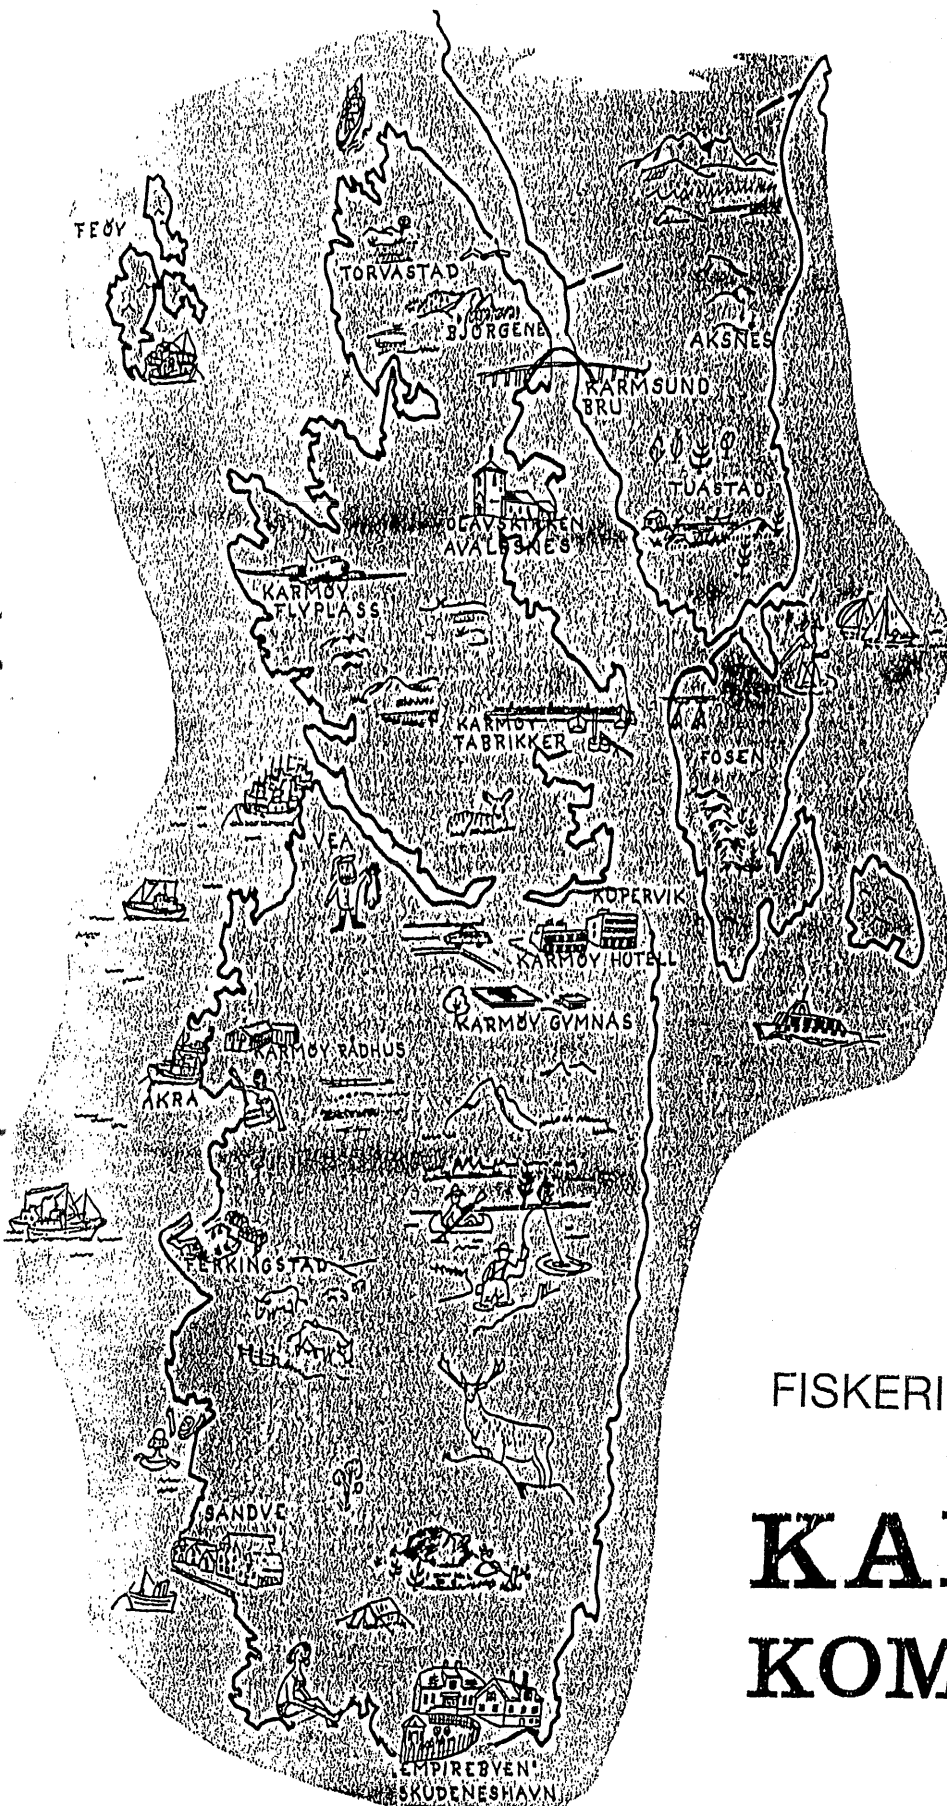 FEØY
TORVASTAD
BJØRGENE
AKSNES
KARMSUND
BRU
TUASTAD
OLAVSKIRKEN
AVALDSNES
KARMØY
FLYPLASS
KARMØY
FABRIKKER
FOSEN
VEA
KOPERVIK
KARMØY HOTELL
KARMØY GYMNAS
KARMØY RÅDHUS
ÅKRA
FERKINGSTAD
FISKERI
SANDVE
KA
KOM
"EMPIREBYEN"
SKUDENESHAVN